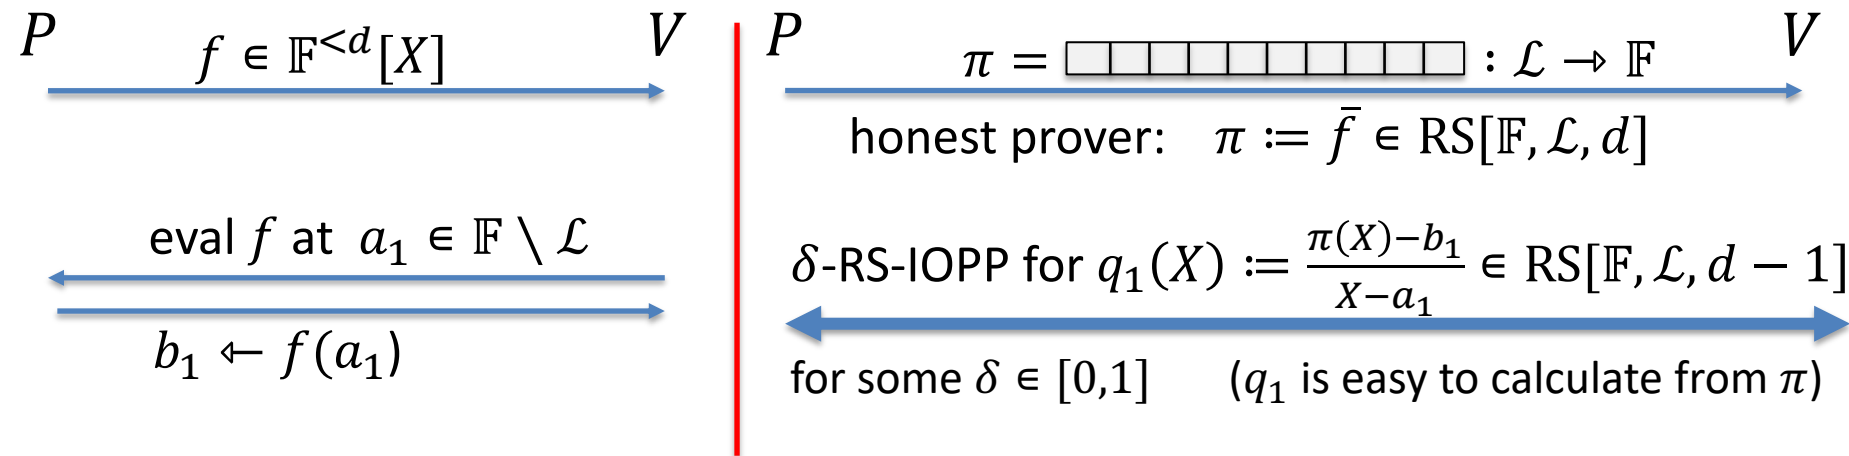 P V
f ∈ 𝔽^{<d}[X]
eval f at a₁ ∈ 𝔽 \ ℒ
b₁ ← f(a₁)
P V
π = : ℒ → 𝔽
honest prover: π := f̄ ∈ RS[𝔽, ℒ, d]
δ-RS-IOPP for q₁(X) := \frac{π(X)−b₁}{X−a₁} ∈ RS[𝔽, ℒ, d − 1]
for some δ ∈ [0,1] (q₁ is easy to calculate from π)